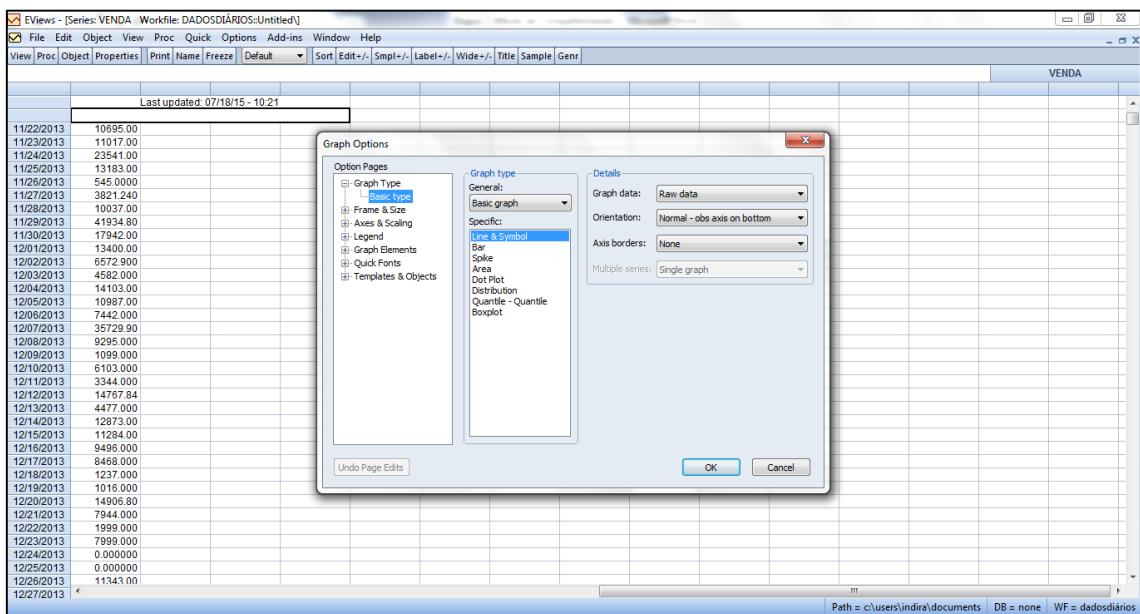 EViews - [Series: VENDA Workfile: DADOSDIÁRIOS::Untitled\]
File Edit Object View Proc Quick Options Add-ins Window Help
View Proc Object Properties Print Name Freeze Default Sort Edit+/- Smpl+/- Label+/- Wide+/- Title Sample Genr
VENDA
Last updated: 07/18/15 - 10:21
11/22/2013 10695.00
11/23/2013 11017.00
11/24/2013 23541.00
11/25/2013 13183.00
11/26/2013 545.0000
11/27/2013 3821.240
11/28/2013 10037.00
11/29/2013 41934.80
11/30/2013 17942.00
12/01/2013 13400.00
12/02/2013 6572.900
12/03/2013 4582.000
12/04/2013 14103.00
12/05/2013 10987.00
12/06/2013 7442.000
12/07/2013 35729.90
12/08/2013 9295.000
12/09/2013 1099.000
12/10/2013 6103.000
12/11/2013 3344.000
12/12/2013 14767.84
12/13/2013 4477.000
12/14/2013 12873.00
12/15/2013 11284.00
12/16/2013 9496.000
12/17/2013 8468.000
12/18/2013 1237.000
12/19/2013 1016.000
12/20/2013 14906.80
12/21/2013 7944.000
12/22/2013 1999.000
12/23/2013 7999.000
12/24/2013 0.000000
12/25/2013 0.000000
12/26/2013 11343.00
12/27/2013
Graph Options
Option Pages
Graph Type
Basic type
Frame & Size
Axes & Scaling
Legend
Graph Elements
Quick Fonts
Templates & Objects
Undo Page Edits
Graph type
General:
Basic graph
Specific:
Line & Symbol
Bar
Spike
Area
Dot Plot
Distribution
Quantile - Quantile
Boxplot
Details
Graph data: Raw data
Orientation: Normal - obs axis on bottom
Axis borders: None
Multiple series: Single graph
OK Cancel
Path = c:\users\indira\documents DB = none WF = dadosdiários